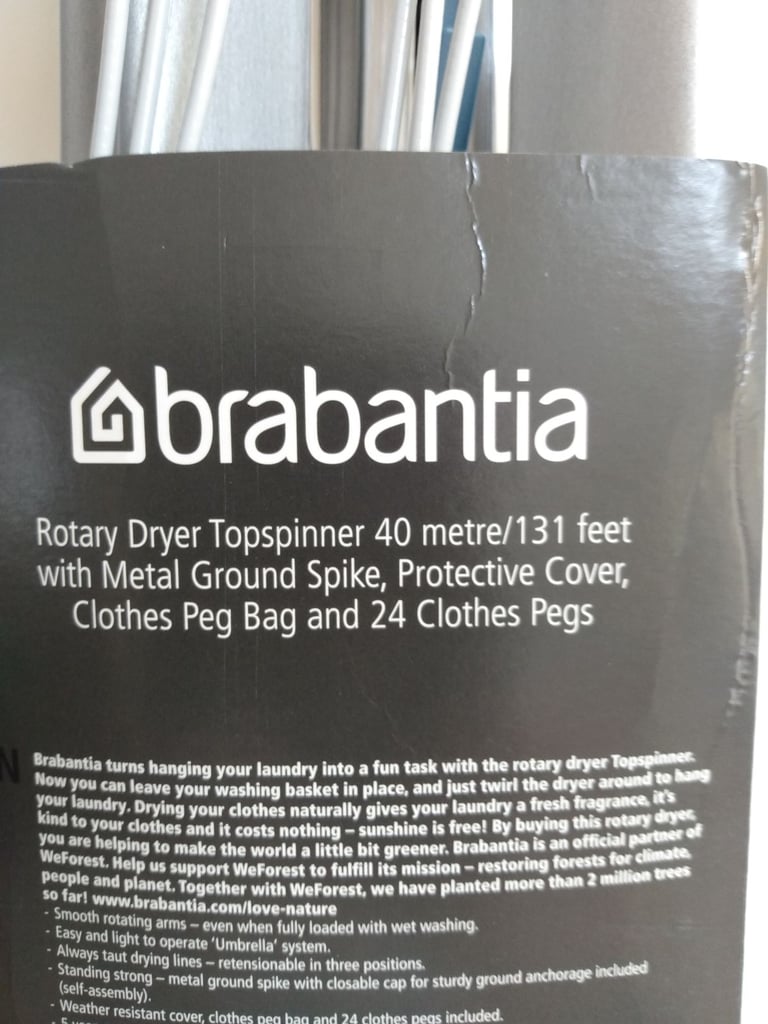 brabantia
Rotary Dryer Topspinner 40 metre/131 feet
with Metal Ground Spike, Protective Cover,
Clothes Peg Bag and 24 Clothes Pegs
N
Brabantia turns hanging your laundry into a fun task with the rotary dryer Topspinner.
Now you can leave your washing basket in place, and just twirl the dryer around to hang
your laundry. Drying your clothes naturally gives your laundry a fresh fragrance, it's
kind to your clothes and it costs nothing – sunshine is free! By buying this rotary dryer,
you are helping to make the world a little bit greener. Brabantia is an official partner of
WeForest. Help us support WeForest to fulfill its mission – restoring forests for climate,
people and planet. Together with WeForest, we have planted more than 2 million trees
so far! www.brabantia.com/love-nature
- Smooth rotating arms – even when fully loaded with wet washing.
- Easy and light to operate 'Umbrella' system.
- Always taut drying lines – retensionable in three positions.
- Standing strong – metal ground spike with closable cap for sturdy ground anchorage included
(self-assembly).
- Weather resistant cover, clothes peg bag and 24 clothes pegs included.